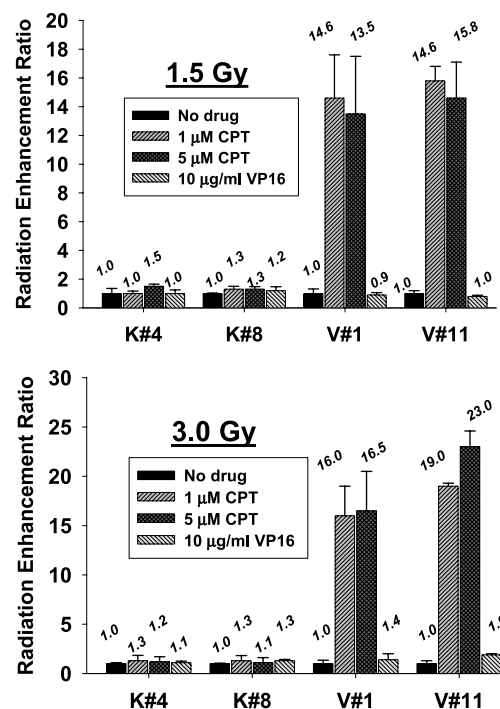 Radiation Enhancement Ratio
20
18
16
14
12
10
8
6
4
2
0
1.5 Gy
No drug
1 µM CPT
5 µM CPT
10 µg/ml VP16
1.0 1.0 1.5 1.0
1.0 1.3 1.3 1.2
1.0 14.6 13.5 0.9
1.0 14.6 15.8 1.0
K#4 K#8 V#1 V#11
Radiation Enhancement Ratio
30
25
20
15
10
5
0
3.0 Gy
No drug
1 µM CPT
5 µM CPT
10 µg/ml VP16
1.0 1.3 1.2 1.1
1.0 1.3 1.1 1.3
1.0 16.0 16.5 1.4
1.0 19.0 23.0
K#4 K#8 V#1 V#11